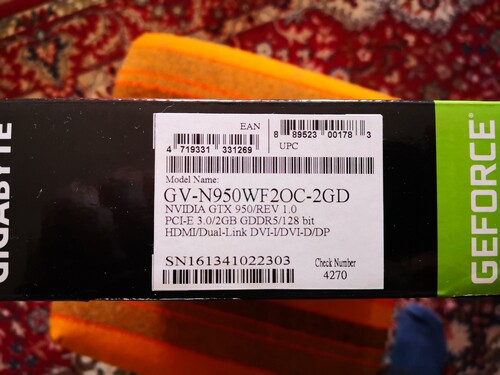 GIGABYTE
EAN
4 719331 331269
8 89523 00178 3
UPC
Model Name:
GV-N950WF2OC-2GD
NVIDIA GTX 950/REV 1.0
PCI-E 3.0/2GB GDDR5/128 bit
HDMI/Dual-Link DVI-I/DVI-D/DP
SN161341022303
Check Number
4270
GEFORCE